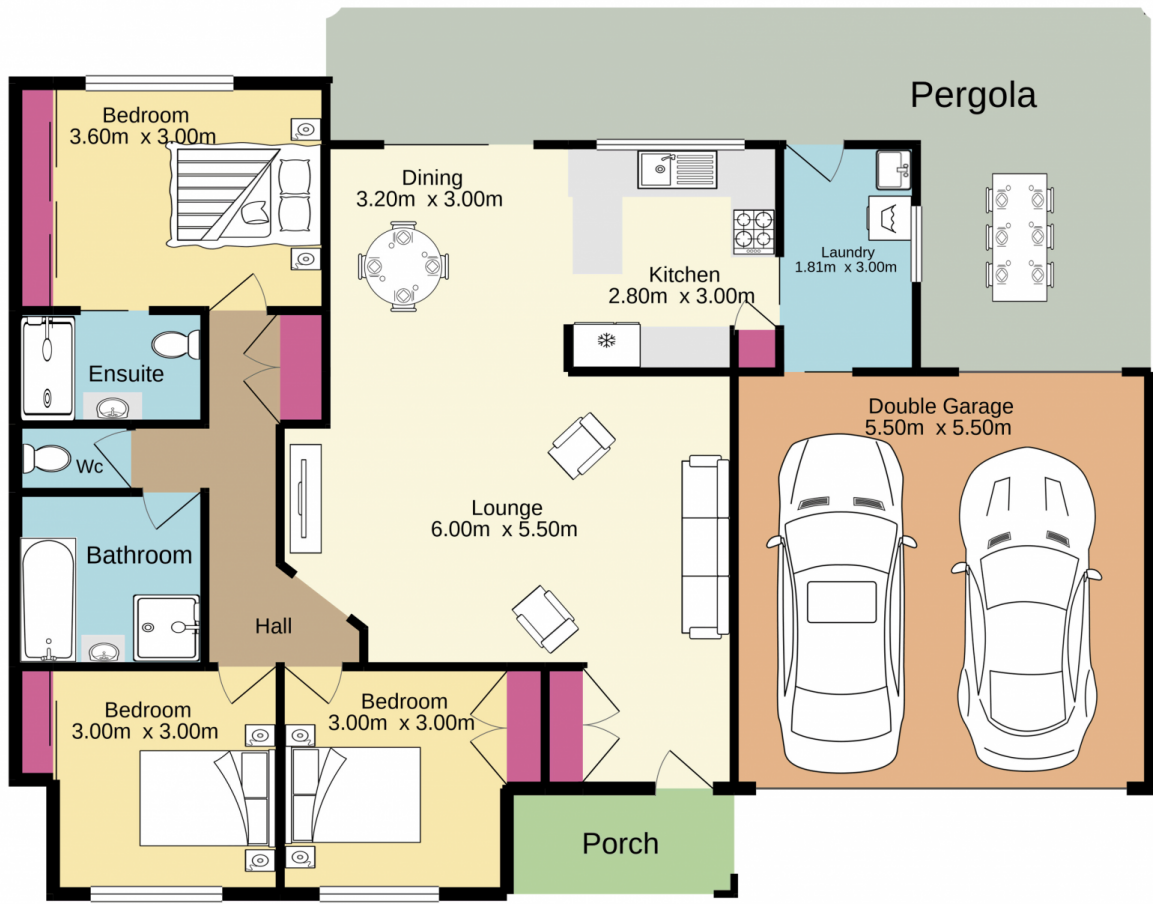 Pergola
Bedroom
3.60m x 3.00m
Dining
3.20m x 3.00m
Kitchen
2.80m x 3.00m
Laundry
1.81m x 3.00m
Ensuite
Double Garage
5.50m x 5.50m
Wc
Lounge
6.00m x 5.50m
Bathroom
Hall
Bedroom
3.00m x 3.00m
Bedroom
3.00m x 3.00m
Porch